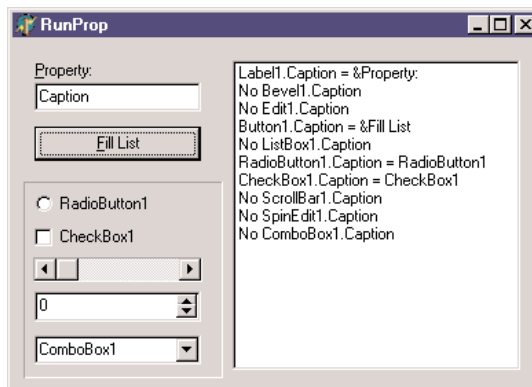 RunProp
Property:
Caption
Fill List
RadioButton1
CheckBox1
0
ComboBox1
Label1.Caption = &Property:
No Bevel1.Caption
No Edit1.Caption
Button1.Caption = &Fill List
No ListBox1.Caption
RadioButton1.Caption = RadioButton1
CheckBox1.Caption = CheckBox1
No ScrollBar1.Caption
No SpinEdit1.Caption
No ComboBox1.Caption